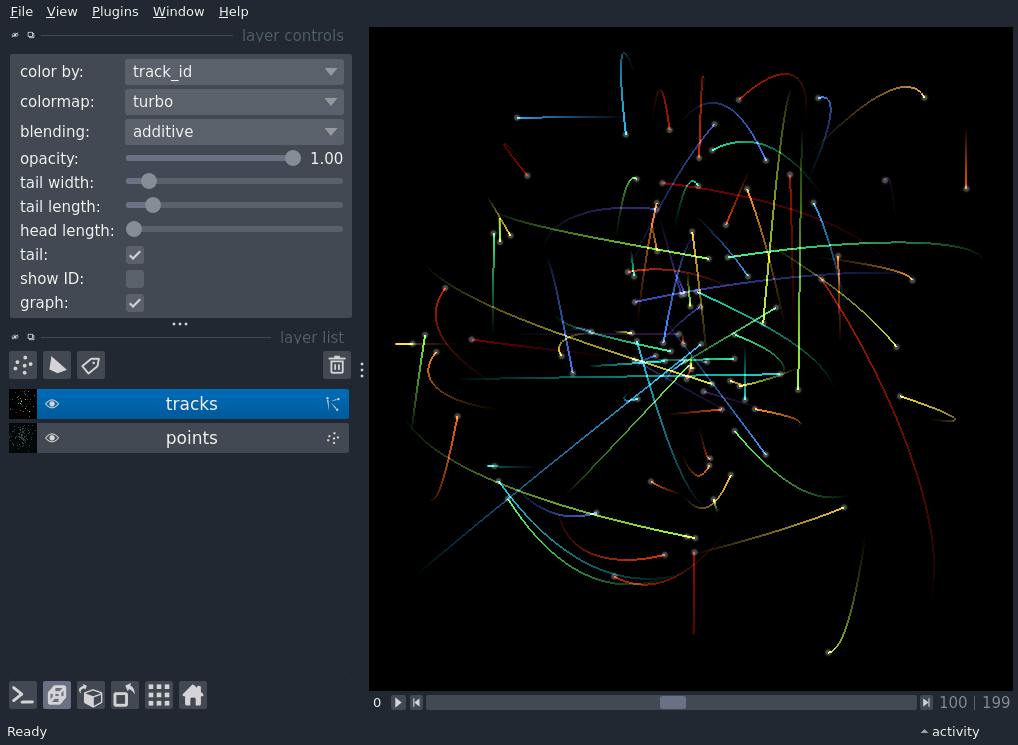 File View Plugins Window Help
layer controls
color by: track_id
colormap: turbo
blending: additive
opacity: 1.00
tail width:
tail length:
head length:
tail:
show ID:
graph:
layer list
tracks
points
0 100 | 199
Ready activity